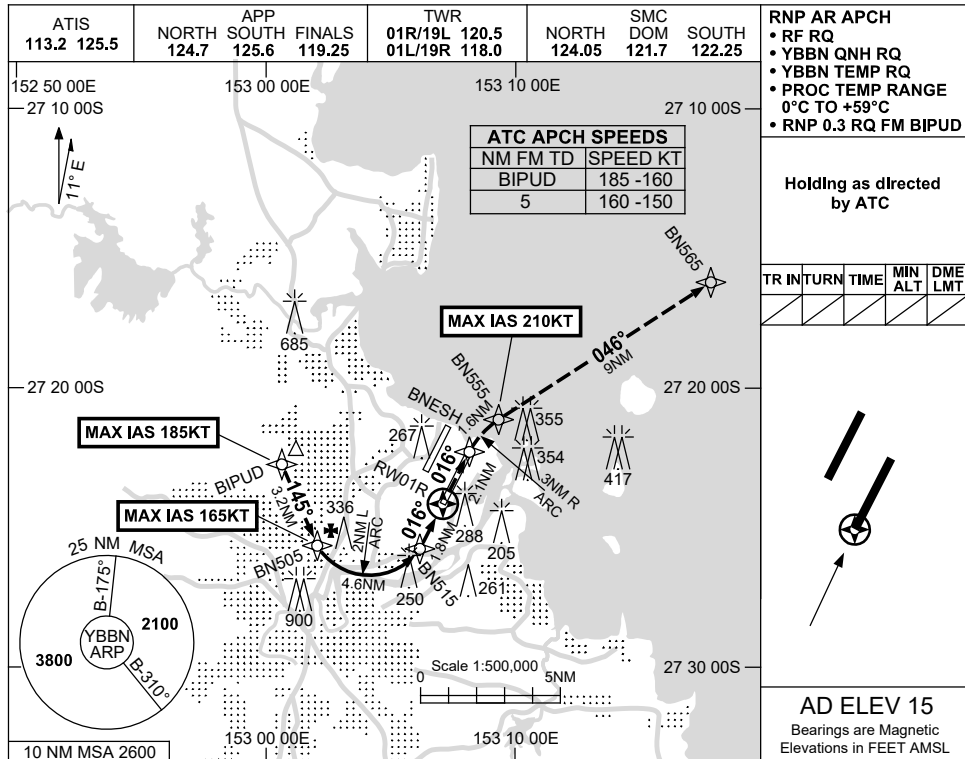 ATIS
113.2 125.5
APP
NORTH SOUTH FINALS
124.7 125.6 119.25
TWR
01R/19L 120.5
01L/19R 118.0
SMC
NORTH DOM SOUTH
124.05 121.7 122.25
RNP AR APCH
• RF RQ
• YBBN QNH RQ
• YBBN TEMP RQ
• PROC TEMP RANGE
0°C TO +59°C
• RNP 0.3 RQ FM BIPUD
Holding as directed
by ATC
TR IN TURN TIME MIN ALT DME LMT
152 50 00E
153 00 00E
153 10 00E
27 10 00S
27 10 00S
11° E
ATC APCH SPEEDS
NM FM TD SPEED KT
BIPUD 185 -160
5 160 -150
BN565
685
MAX IAS 210KT
046°
9NM
27 20 00S
27 20 00S
BN555
BNESH
1.6NM
355
267
354
417
MAX IAS 185KT
BIPUD
RW01R
016°
2.1NM
3NM R
ARC
145°
3.2NM
MAX IAS 165KT
336
2NM L
ARC
016°
1.8NM
288
205
BN505
4.6NM
BN515
250
261
900
25 NM MSA
B-175°
2100
YBBN
ARP
3800
B-310°
Scale 1:500,000
0 5NM
27 30 00S
10 NM MSA 2600
153 00 00E
153 10 00E
AD ELEV 15
Bearings are Magnetic
Elevations in FEET AMSL